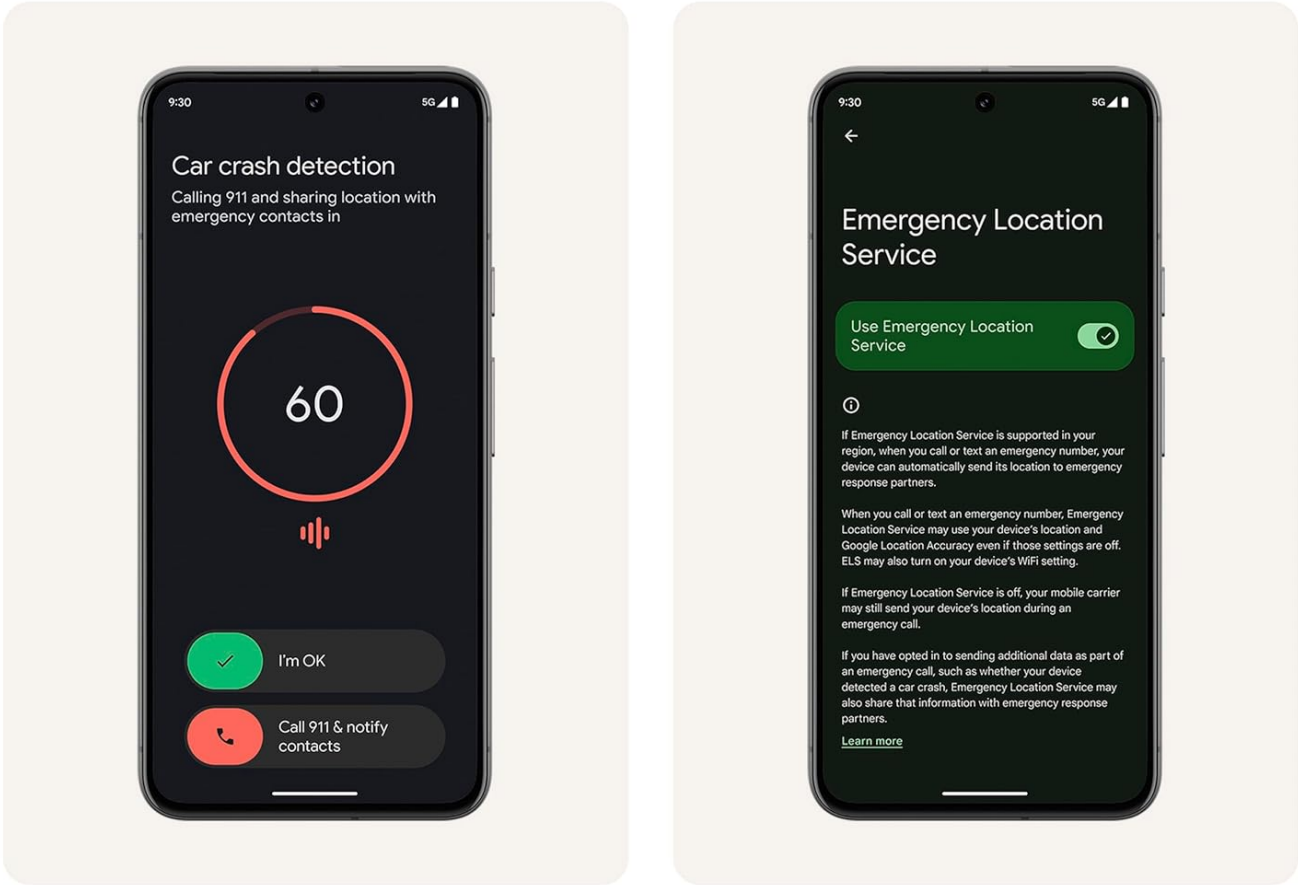 9:30
5G
Car crash detection
Calling 911 and sharing location with
emergency contacts in
60
I'm OK
Call 911 & notify
contacts
9:30
5G
Emergency Location
Service
Use Emergency Location
Service
If Emergency Location Service is supported in your
region, when you call or text an emergency number, your
device can automatically send its location to emergency
response partners.
When you call or text an emergency number, Emergency
Location Service may use your device's location and
Google Location Accuracy even if those settings are off.
ELS may also turn on your device's WiFi setting.
If Emergency Location Service is off, your mobile carrier
may still send your device's location during an
emergency call.
If you have opted in to sending additional data as part of
an emergency call, such as whether your device
detected a car crash, Emergency Location Service may
also share that information with emergency response
partners.
Learn more